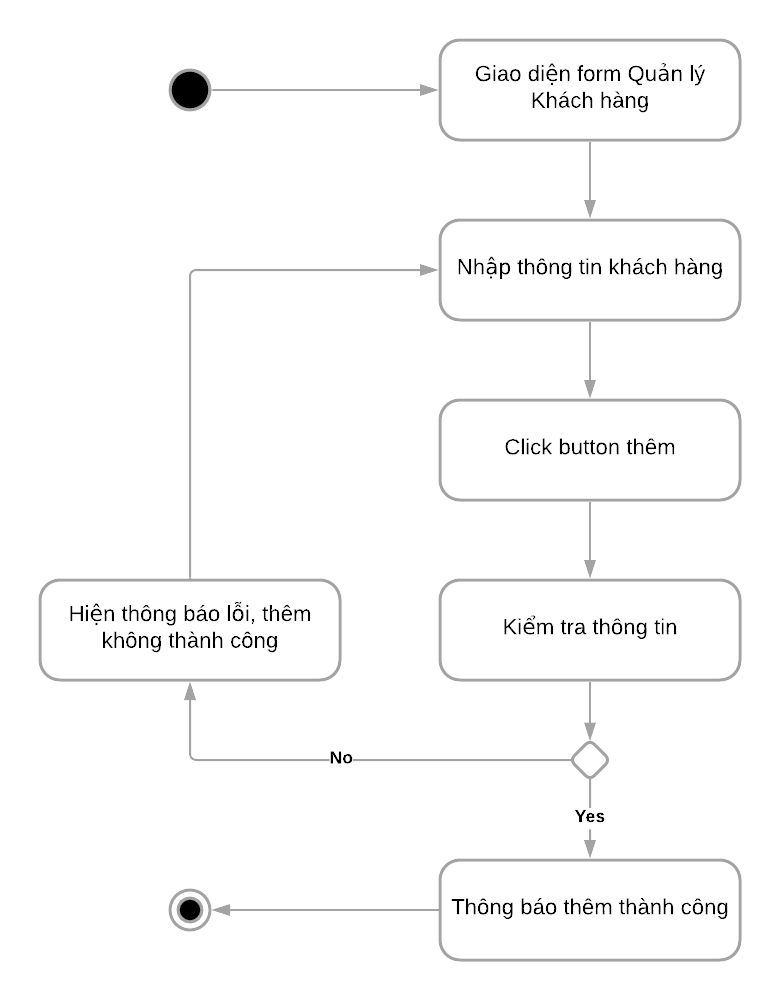 Giao diện form Quản lý
Khách hàng
Nhập thông tin khách hàng
Click button thêm
Hiện thông báo lỗi, thêm
không thành công
Kiểm tra thông tin
No
Yes
Thông báo thêm thành công